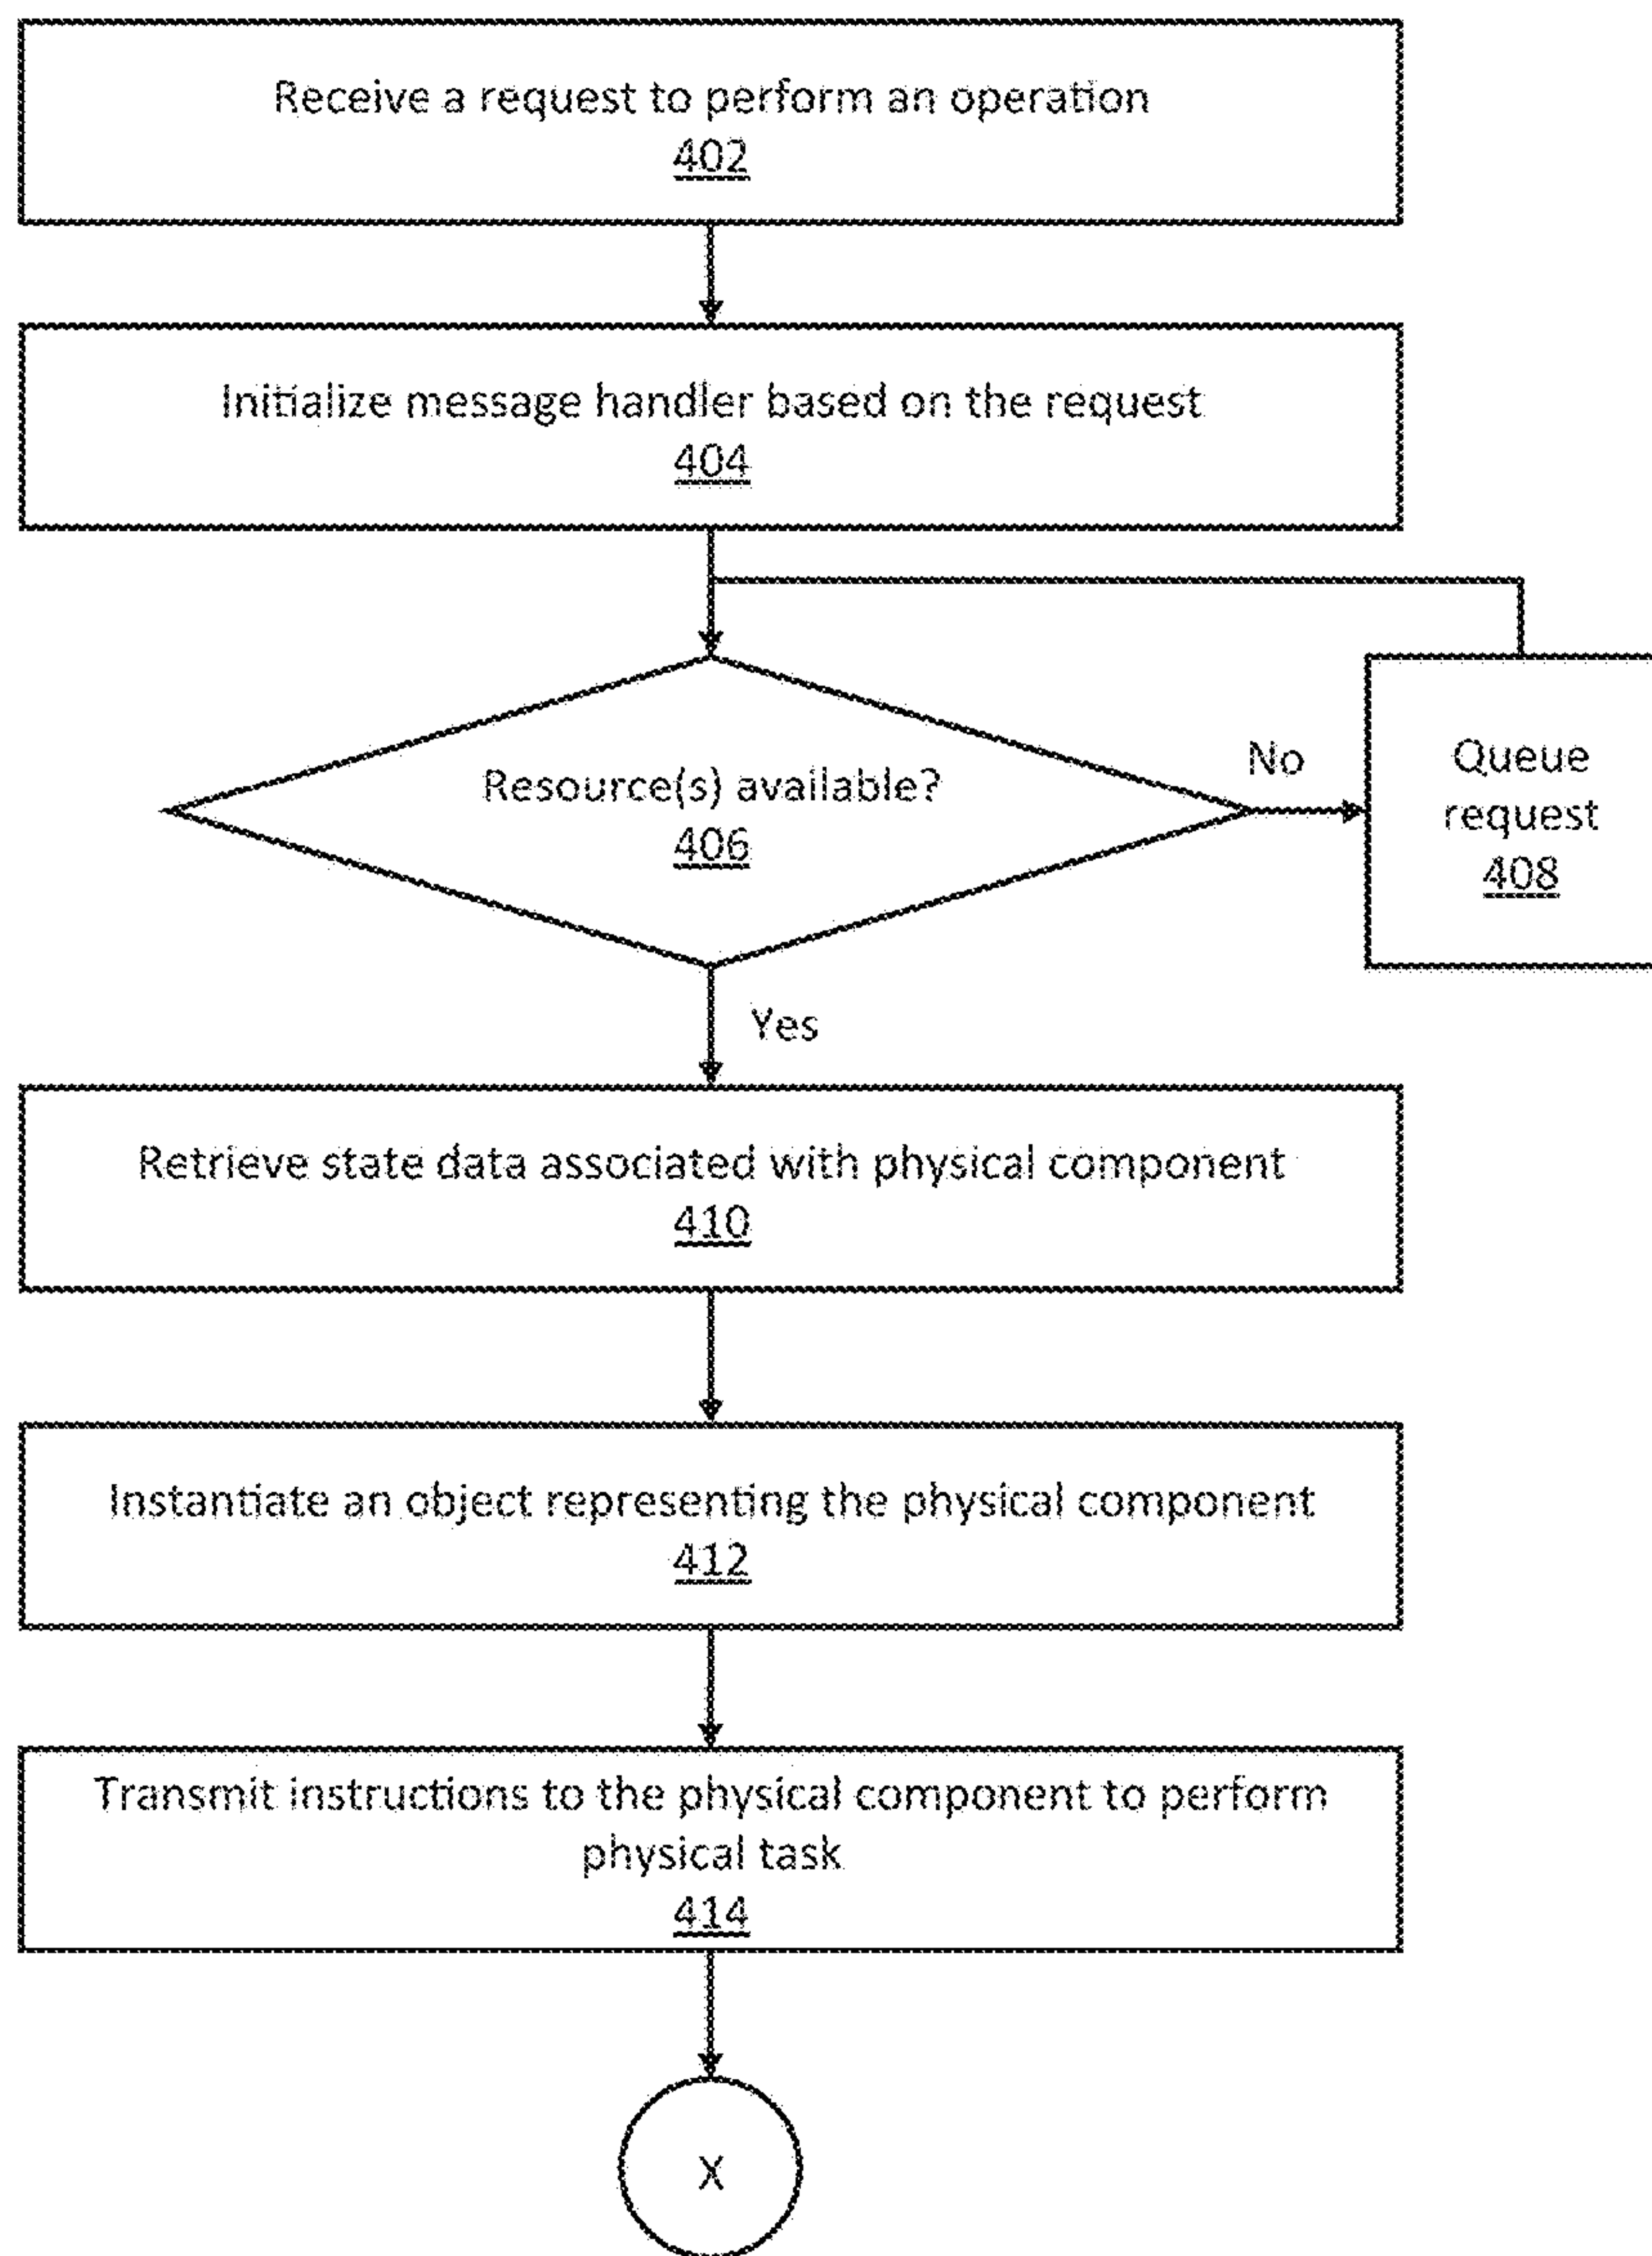 Receive a request to perform an operation
402
Initialize message handler based on the request
404
Resource(s) available?
406
No
Queue
request
408
Yes
Retrieve state data associated with physical component
410
Instantiate an object representing the physical component
412
Transmit instructions to the physical component to perform
physical task
414
X